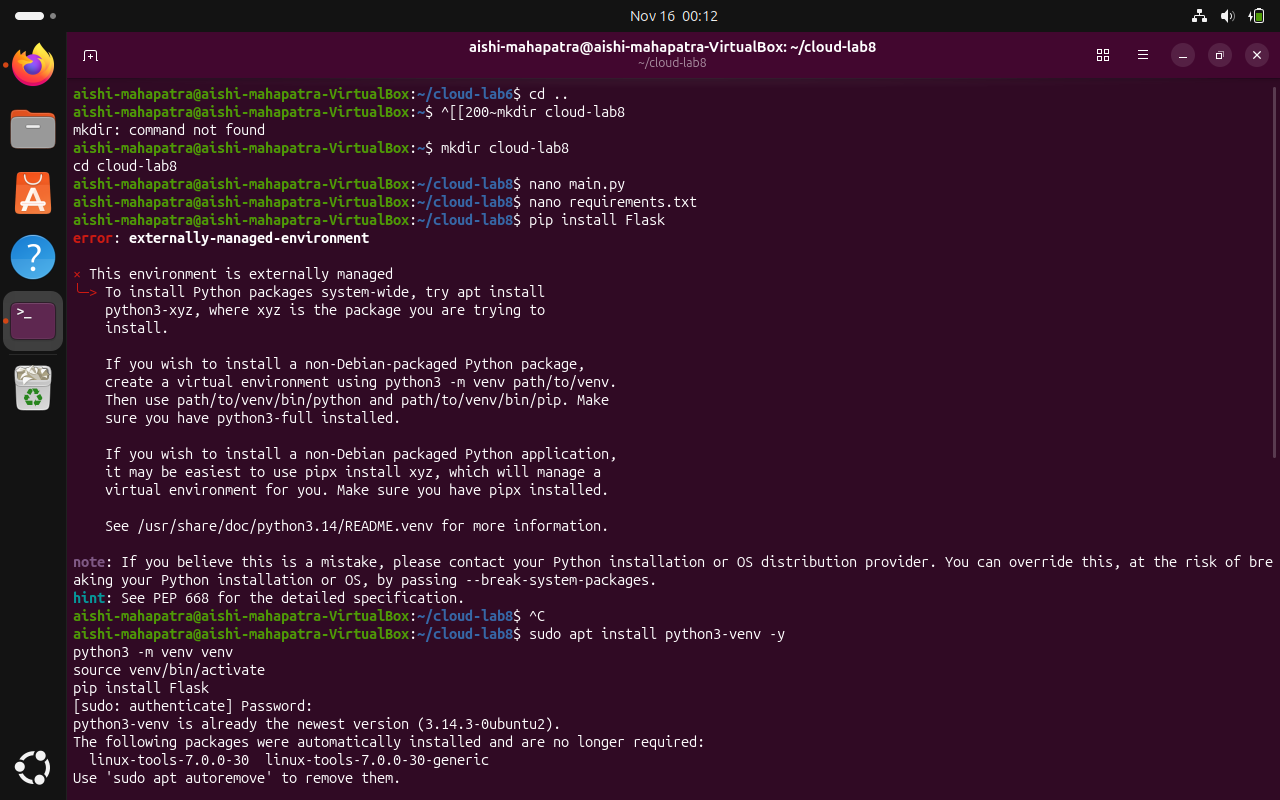 Nov 16 00:12
aishi-mahapatra@aishi-mahapatra-VirtualBox: ~/cloud-lab8
~/cloud-lab8
aishi-mahapatra@aishi-mahapatra-VirtualBox:~/cloud-lab6$ cd ..
aishi-mahapatra@aishi-mahapatra-VirtualBox:~$ ^[[200~mkdir cloud-lab8
mkdir: command not found
aishi-mahapatra@aishi-mahapatra-VirtualBox:~$ mkdir cloud-lab8
cd cloud-lab8
aishi-mahapatra@aishi-mahapatra-VirtualBox:~/cloud-lab8$ nano main.py
aishi-mahapatra@aishi-mahapatra-VirtualBox:~/cloud-lab8$ nano requirements.txt
aishi-mahapatra@aishi-mahapatra-VirtualBox:~/cloud-lab8$ pip install Flask
error: externally-managed-environment
× This environment is externally managed
╰─> To install Python packages system-wide, try apt install
python3-xyz, where xyz is the package you are trying to
install.
If you wish to install a non-Debian-packaged Python package,
create a virtual environment using python3 -m venv path/to/venv.
Then use path/to/venv/bin/python and path/to/venv/bin/pip. Make
sure you have python3-full installed.
If you wish to install a non-Debian packaged Python application,
it may be easiest to use pipx install xyz, which will manage a
virtual environment for you. Make sure you have pipx installed.
See /usr/share/doc/python3.14/README.venv for more information.
note: If you believe this is a mistake, please contact your Python installation or OS distribution provider. You can override this, at the risk of bre
aking your Python installation or OS, by passing --break-system-packages.
hint: See PEP 668 for the detailed specification.
aishi-mahapatra@aishi-mahapatra-VirtualBox:~/cloud-lab8$ ^C
aishi-mahapatra@aishi-mahapatra-VirtualBox:~/cloud-lab8$ sudo apt install python3-venv -y
python3 -m venv venv
source venv/bin/activate
pip install Flask
[sudo: authenticate] Password:
python3-venv is already the newest version (3.14.3-0ubuntu2).
The following packages were automatically installed and are no longer required:
linux-tools-7.0.0-30  linux-tools-7.0.0-30-generic
Use 'sudo apt autoremove' to remove them.